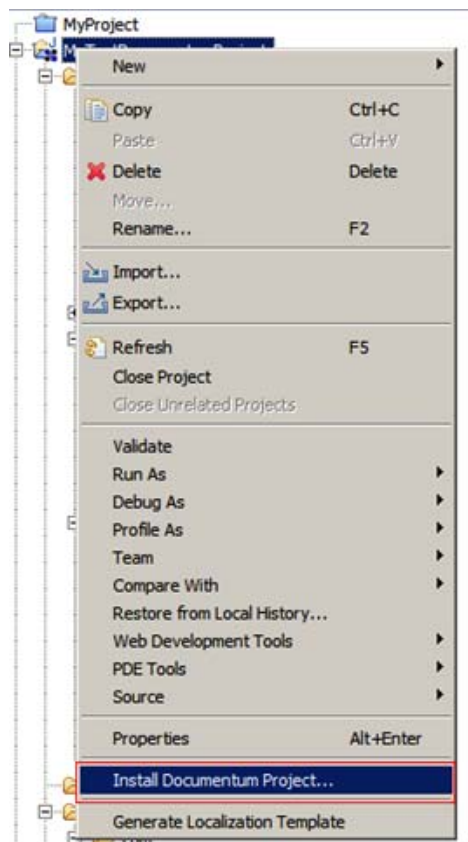 MyProject
New
Copy Ctrl+C
Paste Ctrl+V
Delete Delete
Move...
Rename... F2
Import...
Export...
Refresh F5
Close Project
Close Unrelated Projects
Validate
Run As
Debug As
Profile As
Team
Compare With
Restore from Local History...
Web Development Tools
PDE Tools
Source
Properties Alt+Enter
Install Documentum Project...
Generate Localization Template